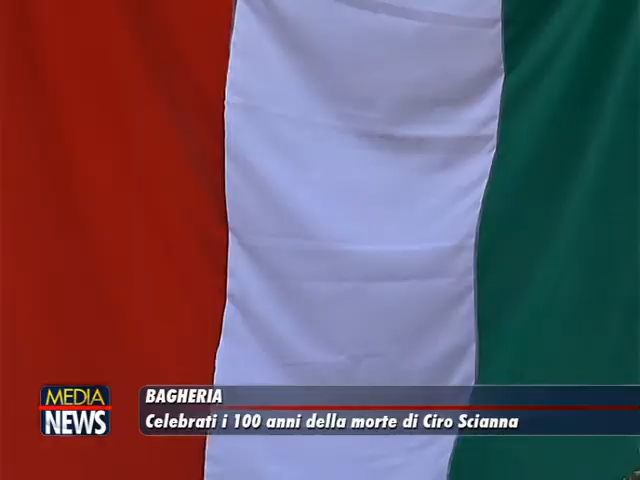 MEDIA
NEWS
BAGHERIA
Celebrati i 100 anni della morte di Ciro Scianna